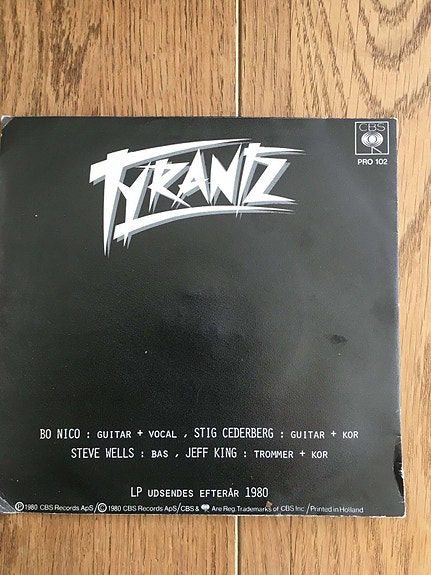 CBS
PRO 102
TYRANTZ
BO NICO : GUITAR + VOCAL , STIG CEDERBERG : GUITAR + KOR
STEVE WELLS : BAS , JEFF KING : TROMMER + KOR
LP UDSENDES EFTERÅR 1980
Ⓟ 1980 CBS Records ApS/© 1980 CBS Records ApS/CBS & Are Reg Trademarks of CBS Inc / Printed in Holland